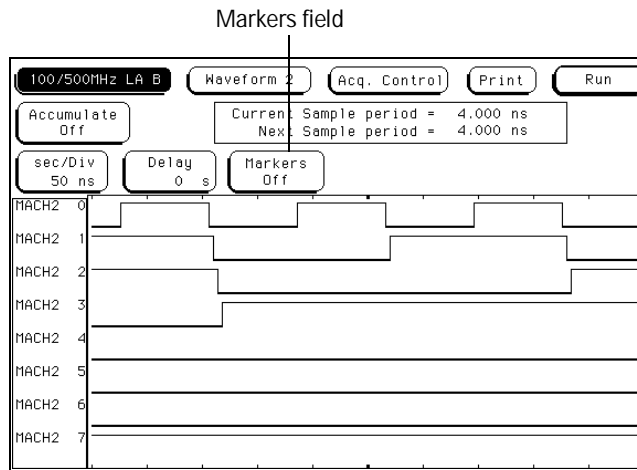 Markers field
100/500MHz LA B Waveform 2 Acq. Control Print Run
Accumulate
Off
Current Sample period = 4.000 ns
Next Sample period = 4.000 ns
sec/Div
50 ns
Delay
0 s
Markers
Off
MACH2 0
MACH2 1
MACH2 2
MACH2 3
MACH2 4
MACH2 5
MACH2 6
MACH2 7